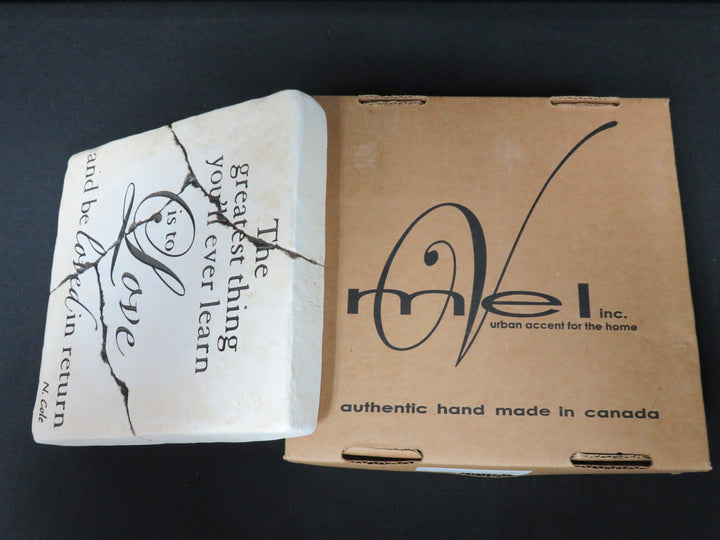 The
greatest thing
you'll ever learn
is to
Love
and be loved in return
N. Cole
mel inc.
urban accent for the home
authentic hand made in canada